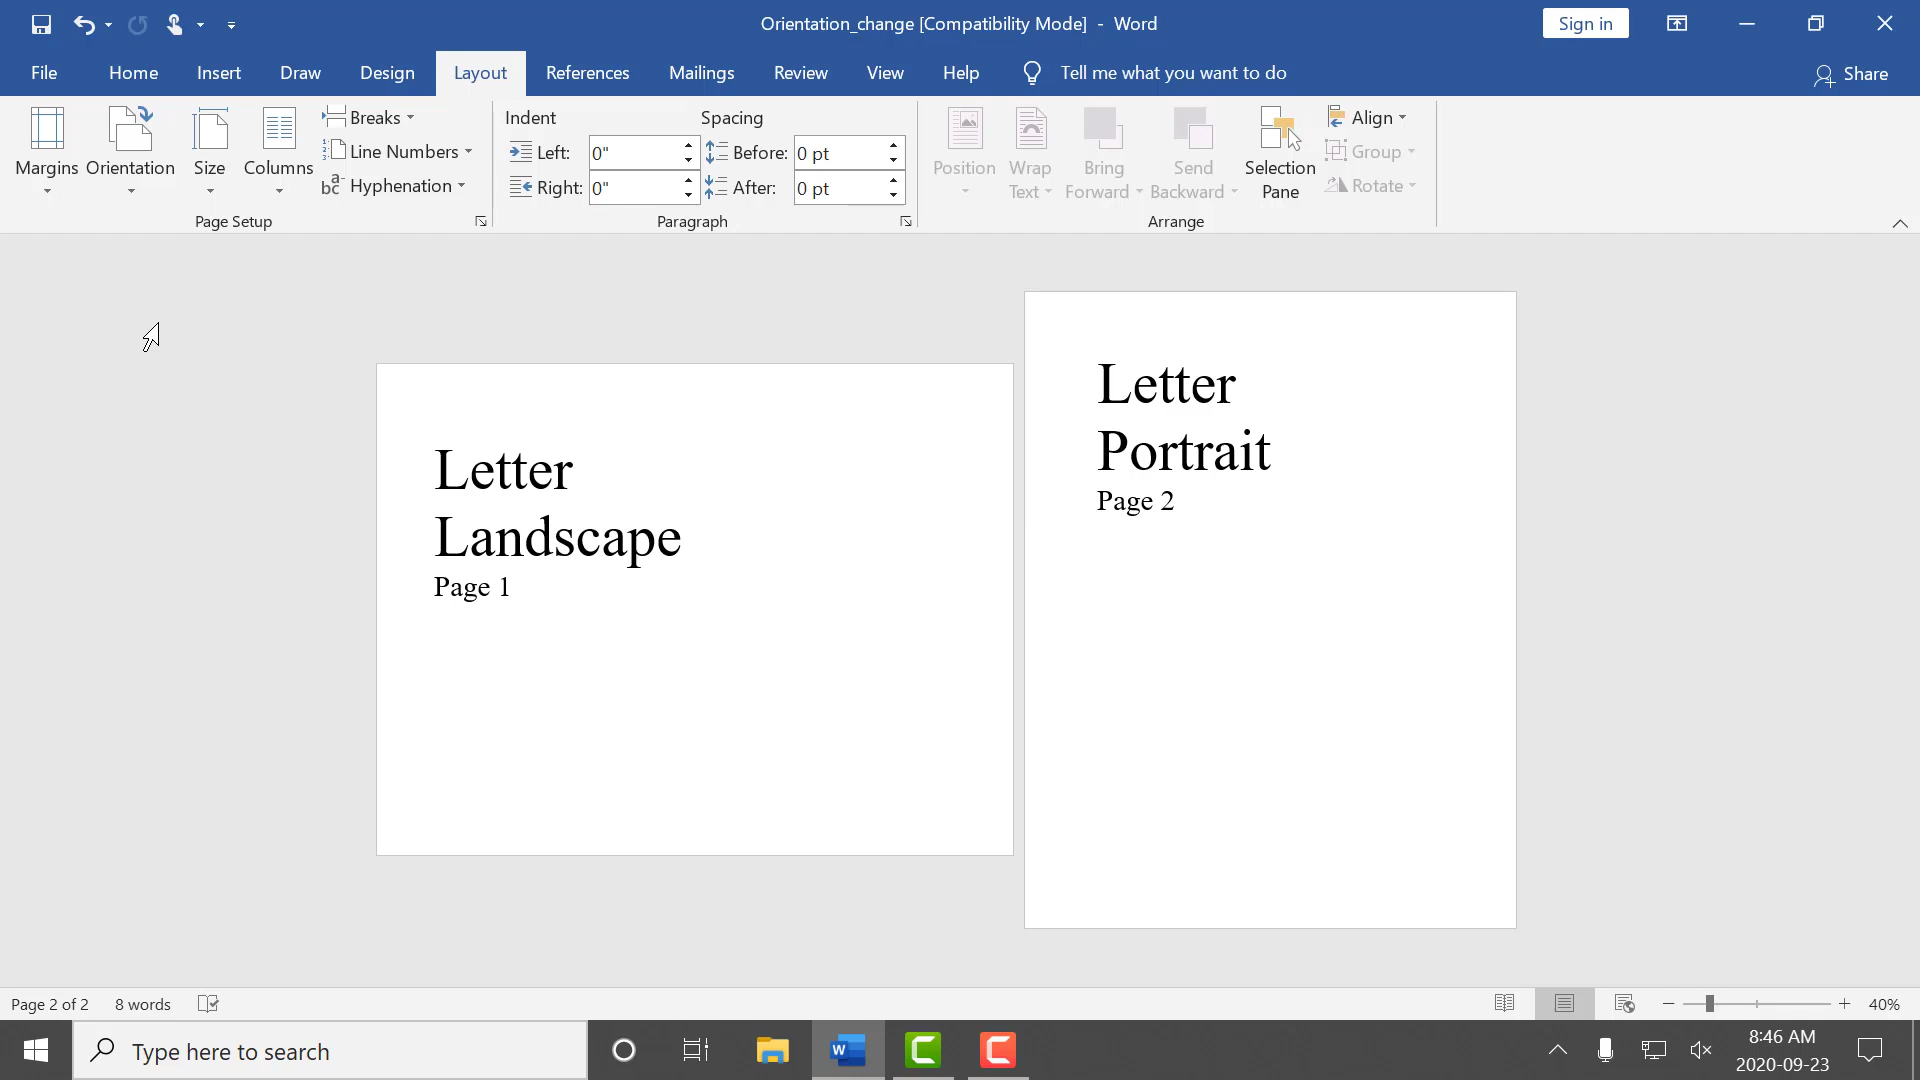 Orientation_change [Compatibility Mode] - Word
Sign in
File Home Insert Draw Design Layout References Mailings Review View Help Tell me what you want to do Share
Margins Orientation Size Columns
Breaks
Line Numbers
Hyphenation
Page Setup
Indent
Left: 0"
Right: 0"
Spacing
Before: 0 pt
After: 0 pt
Paragraph
Position
Wrap
Text
Bring
Forward
Send
Backward
Selection
Pane
Align
Group
Rotate
Arrange
Letter
Landscape
Page 1
Letter
Portrait
Page 2
Page 2 of 2 8 words 40%
Type here to search
8:46 AM
2020-09-23